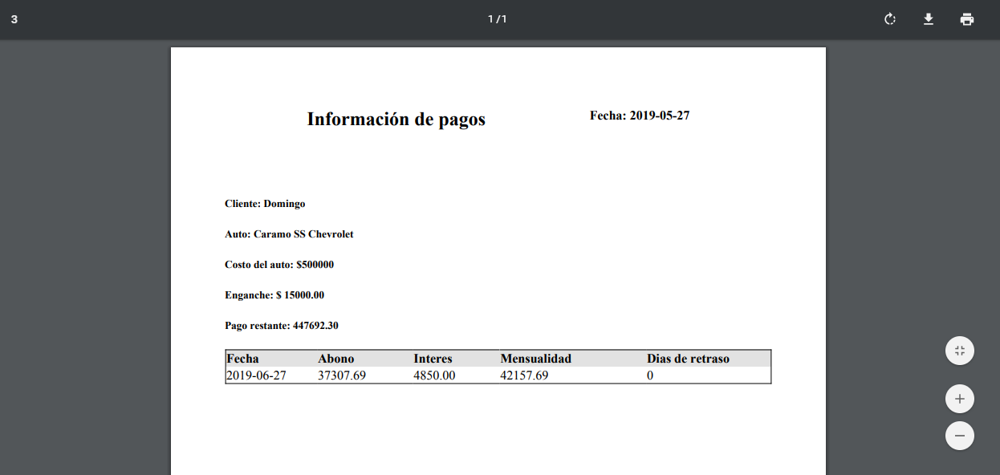 3
1 / 1
Información de pagos
Fecha: 2019-05-27
Cliente: Domingo
Auto: Caramo SS Chevrolet
Costo del auto: $500000
Enganche: $ 15000.00
Pago restante: 447692.30
Fecha Abono Interes Mensualidad Dias de retraso
2019-06-27 37307.69 4850.00 42157.69 0